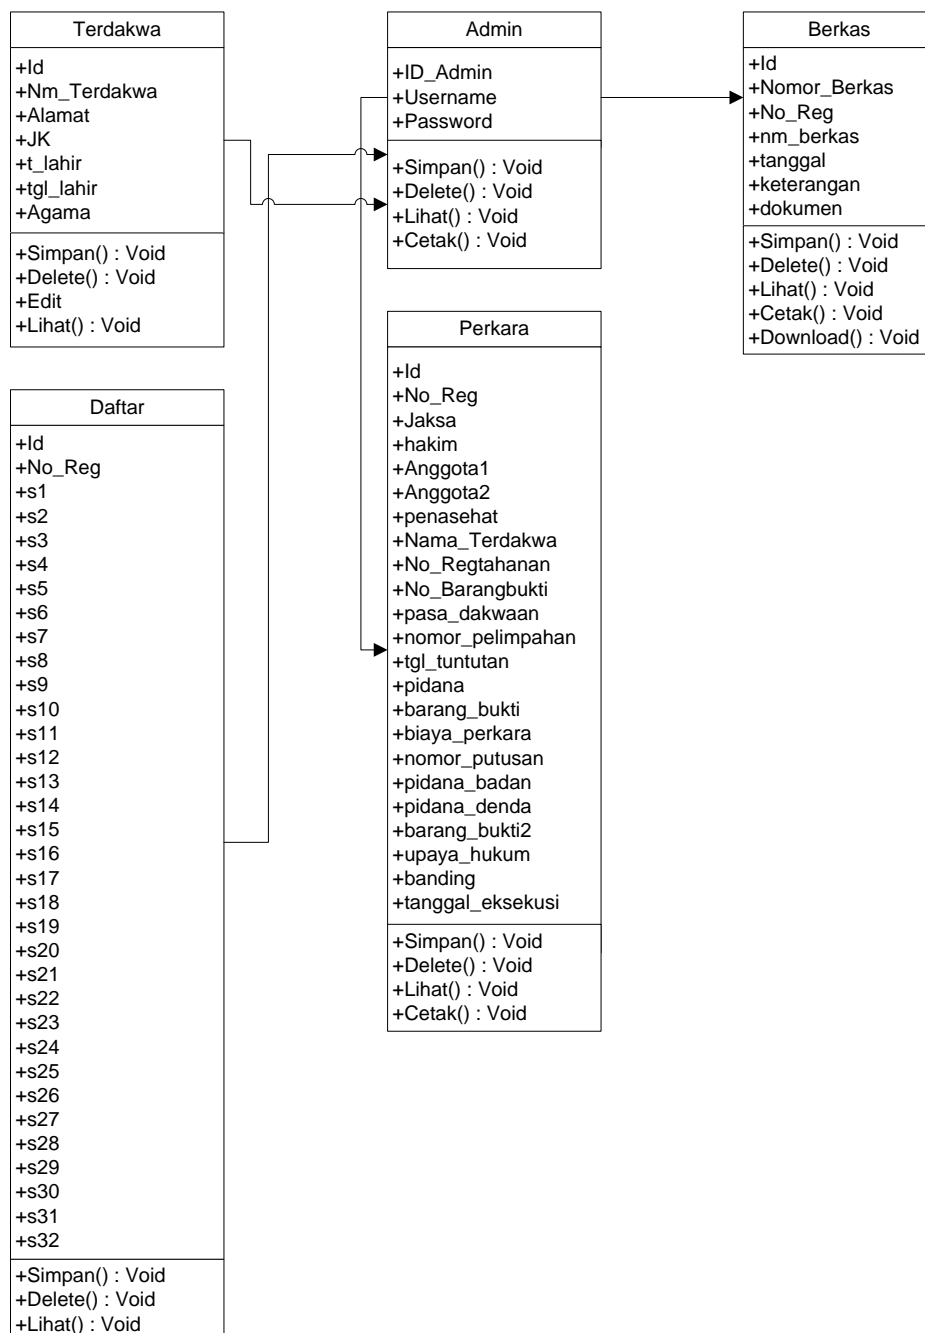 Terdakwa
+Id
+Nm_Terdakwa
+Alamat
+JK
+t_lahir
+tgl_lahir
+Agama
+Simpan() : Void
+Delete() : Void
+Edit
+Lihat() : Void
Admin
+ID_Admin
+Username
+Password
+Simpan() : Void
+Delete() : Void
+Lihat() : Void
+Cetak() : Void
Berkas
+Id
+Nomor_Berkas
+No_Reg
+nm_berkas
+tanggal
+keterangan
+dokumen
+Simpan() : Void
+Delete() : Void
+Lihat() : Void
+Cetak() : Void
+Download() : Void
Daftar
+Id
+No_Reg
+s1
+s2
+s3
+s4
+s5
+s6
+s7
+s8
+s9
+s10
+s11
+s12
+s13
+s14
+s15
+s16
+s17
+s18
+s19
+s20
+s21
+s22
+s23
+s24
+s25
+s26
+s27
+s28
+s29
+s30
+s31
+s32
+Simpan() : Void
+Delete() : Void
+Lihat() : Void
Perkara
+Id
+No_Reg
+Jaksa
+hakim
+Anggota1
+Anggota2
+penasehat
+Nama_Terdakwa
+No_Regtahanan
+No_Barangbukti
+pasa_dakwaan
+nomor_pelimpahan
+tgl_tuntutan
+pidana
+barang_bukti
+biaya_perkara
+nomor_putusan
+pidana_badan
+pidana_denda
+barang_bukti2
+upaya_hukum
+banding
+tanggal_eksekusi
+Simpan() : Void
+Delete() : Void
+Lihat() : Void
+Cetak() : Void